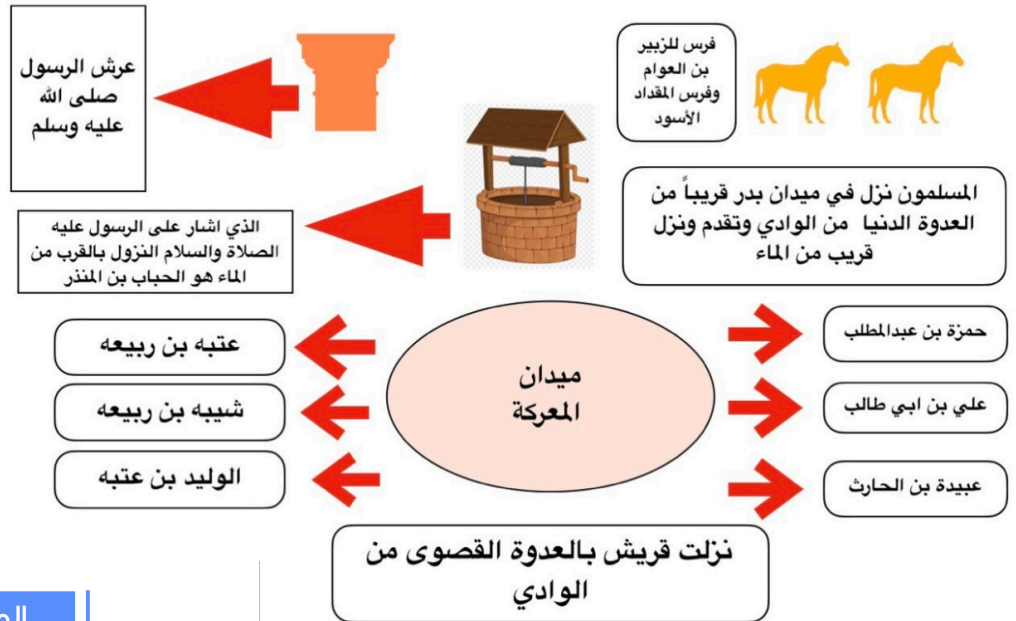 فرس للزبير
بن العوام
وفرس المقداد
الأسود
عرش الرسول
صلى الله
عليه وسلم
المسلمون نزل في ميدان بدر قريباً من
العدوة الدنيا من الوادي وتقدم ونزل
قريب من الماء
الذي اشار على الرسول عليه
الصلاة والسلام النزول بالقرب من
الماء هو الحباب بن المنذر
ميدان
المعركة
حمزة بن عبدالمطلب
علي بن ابي طالب
عبيدة بن الحارث
عتبه بن ربيعه
شيبه بن ربيعه
الوليد بن عتبه
نزلت قريش بالعدوة القصوى من
الوادي